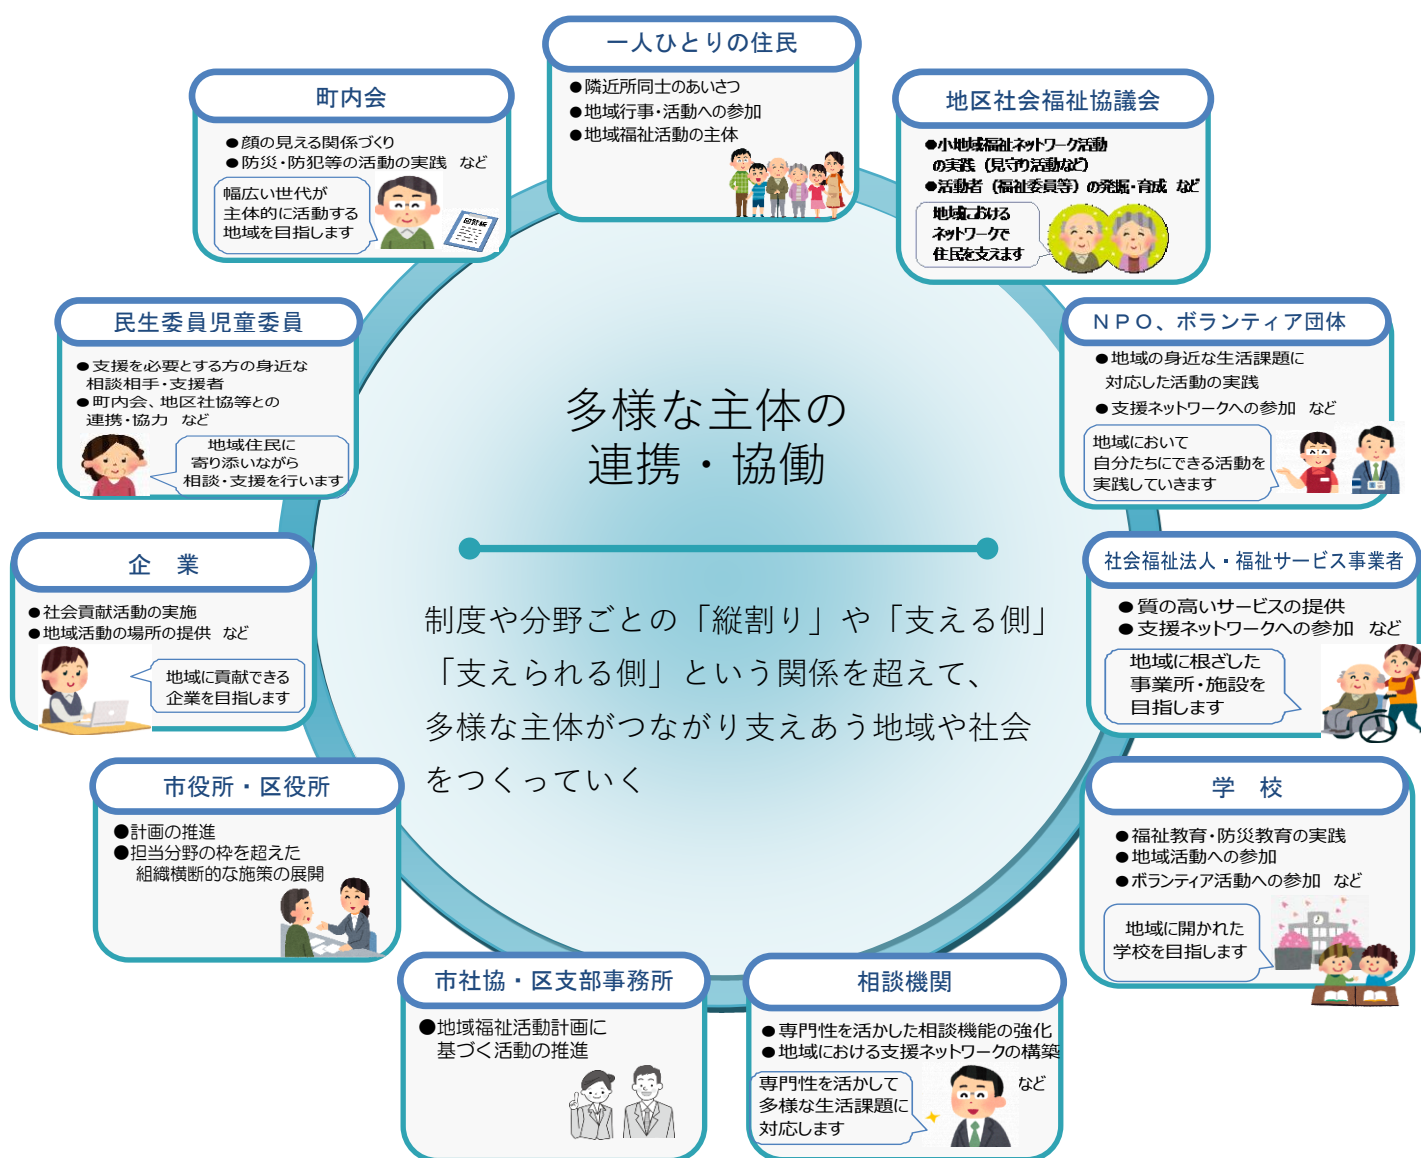 一人ひとりの住民
●隣近所同士のあいさつ
●地域行事・活動への参加
●地域福祉活動の主体
町内会
●顔の見える関係づくり
●防災・防犯等の活動の実践 など
幅広い世代が
主体的に活動する
地域を目指します
回覧板
地区社会福祉協議会
●小地域福祉ネットワーク活動
の実践（見守り活動など）
●活動者（福祉委員等）の発掘・育成 など
地域における
ネットワークで
住民を支えます
民生委員児童委員
●支援を必要とする方の身近な
相談相手・支援者
●町内会、地区社協等との
連携・協力 など
地域住民に
寄り添いながら
相談・支援を行います
ＮＰＯ、ボランティア団体
●地域の身近な生活課題に
対応した活動の実践
●支援ネットワークへの参加 など
地域において
自分たちにできる活動を
実践していきます
多様な主体の
連携・協働
制度や分野ごとの「縦割り」や「支える側」
「支えられる側」という関係を超えて、
多様な主体がつながり支えあう地域や社会
をつくっていく
企　業
●社会貢献活動の実施
●地域活動の場所の提供 など
地域に貢献できる
企業を目指します
社会福祉法人・福祉サービス事業者
●質の高いサービスの提供
●支援ネットワークへの参加 など
地域に根ざした
事業所・施設を
目指します
市役所・区役所
●計画の推進
●担当分野の枠を超えた
組織横断的な施策の展開
学　校
●福祉教育・防災教育の実践
●地域活動への参加
●ボランティア活動への参加 など
地域に開かれた
学校を目指します
市社協・区支部事務所
●地域福祉活動計画に
基づく活動の推進
相談機関
●専門性を活かした相談機能の強化
●地域における支援ネットワークの構築
など
専門性を活かして
多様な生活課題に
対応します